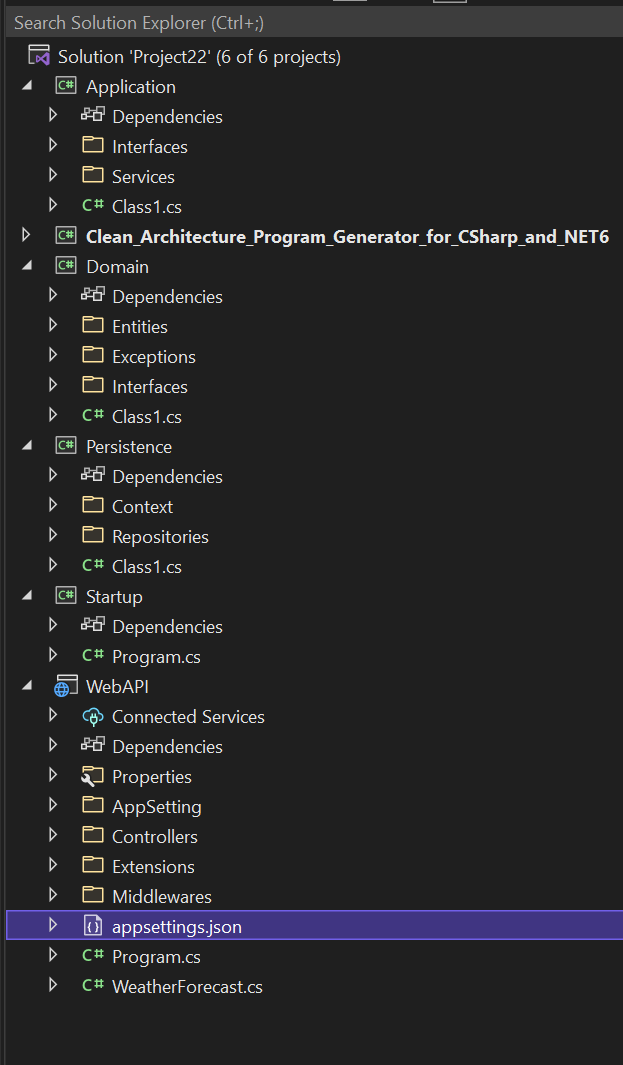 Search Solution Explorer (Ctrl+;)
Solution 'Project22' (6 of 6 projects)
C# Application
Dependencies
Interfaces
Services
C# Class1.cs
C# Clean_Architecture_Program_Generator_for_CSharp_and_NET6
C# Domain
Dependencies
Entities
Exceptions
Interfaces
C# Class1.cs
C# Persistence
Dependencies
Context
Repositories
C# Class1.cs
C# Startup
Dependencies
C# Program.cs
WebAPI
Connected Services
Dependencies
Properties
AppSetting
Controllers
Extensions
Middlewares
appsettings.json
C# Program.cs
C# WeatherForecast.cs